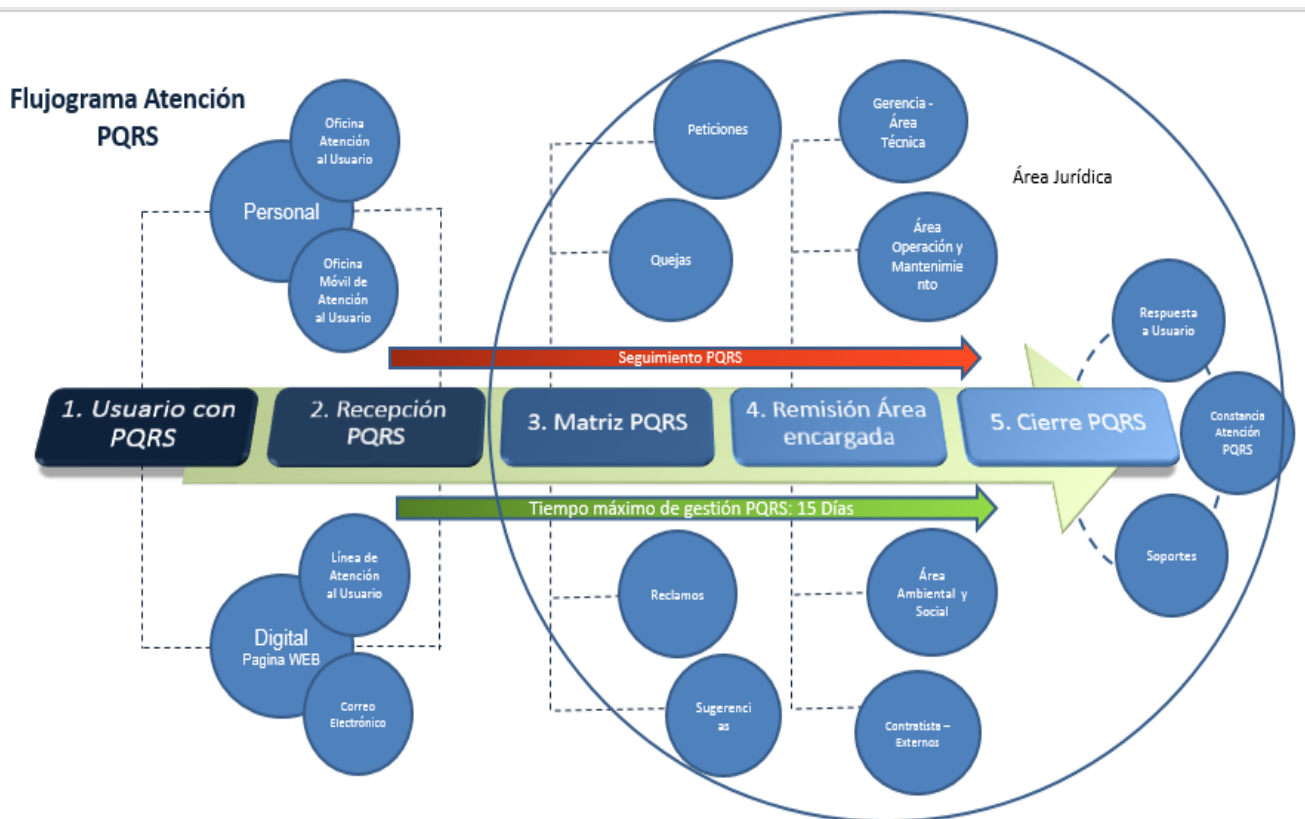 Flujograma Atención
PQRS
Oficina
Atención
al Usuario
Personal
Oficina
Móvil de
Atención
al Usuario
Peticiones
Quejas
Gerencia -
Área
Técnica
Área
Operación y
Mantenimie
nto
Área Jurídica
Seguimiento PQRS
1. Usuario con
PQRS
2. Recepción
PQRS
3. Matriz PQRS
4. Remisión Área
encargada
5. Cierre PQRS
Respuesta
a Usuario
Constancia
Atención
PQRS
Soportes
Tiempo máximo de gestión PQRS: 15 Días
Línea de
Atención
al Usuario
Digital
Pagina WEB
Correo
Electrónico
Reclamos
Sugerenci
as
Área
Ambiental y
Social
Contratista –
Externos